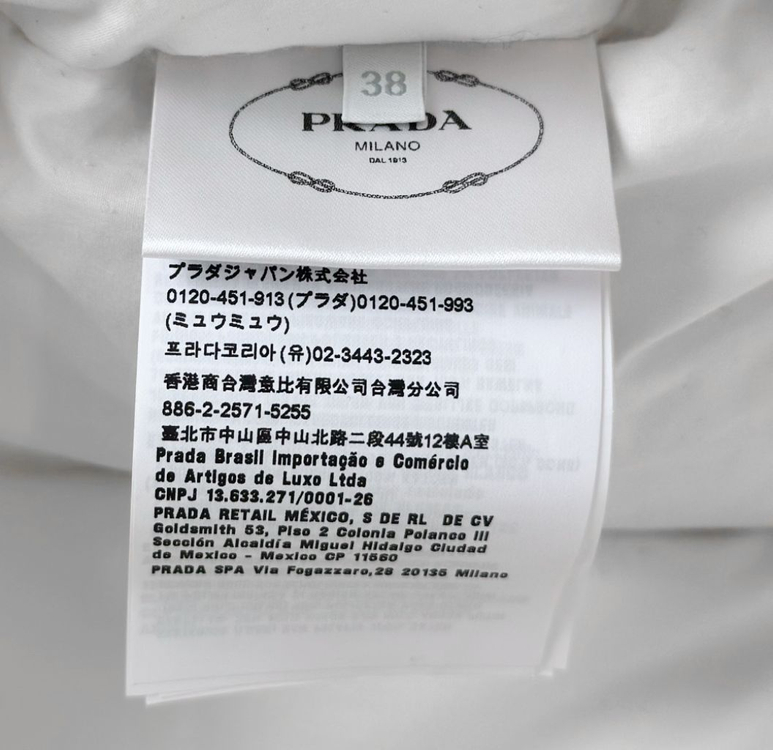 38
PRADA
MILANO
DAL 1913
プラダジャパン株式会社
0120-451-913(プラダ)0120-451-993
(ミュウミュウ)
프라다코리아(유)02-3443-2323
香港商台灣壹比有限公司台灣分公司
886-2-2571-5255
臺北市中山區中山北路二段44號12樓A室
Prada Brasil Importação e Comércio
de Artigos de Luxo Ltda
CNPJ 13.633.271/0001-26
PRADA RETAIL MÉXICO, S DE RL DE CV
Goldsmith 53, Piso 2 Colonia Polanco III
Sección Alcaldía Miguel Hidalgo Ciudad
de Mexico - Mexico CP 11560
PRADA SPA Via Fogazzaro,28 20135 Milano